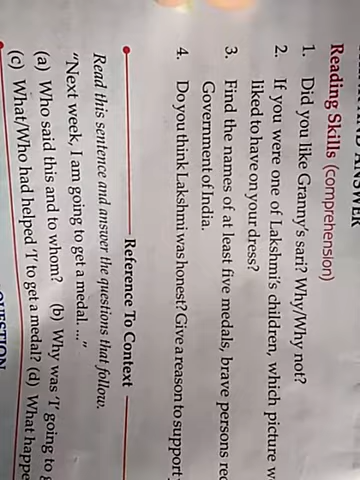 ANSWER
Reading Skills (comprehension)
1. Did you like Granny's sari? Why/Why not?
2. If you were one of Lakshmi's children, which picture
liked to have on your dress?
3. Find the names of at least five medals, brave persons
Government of India.
4. Do you think Lakshmi was honest? Give a reason to support
Reference To Context
Read this sentence and answer the questions that follow.
"Next week, I am going to get a medal. ..."
(a) Who said this and to whom? (b) Why was 'I' going to
(c) What/Who had helped 'I' to get a medal? (d) What
QUESTION